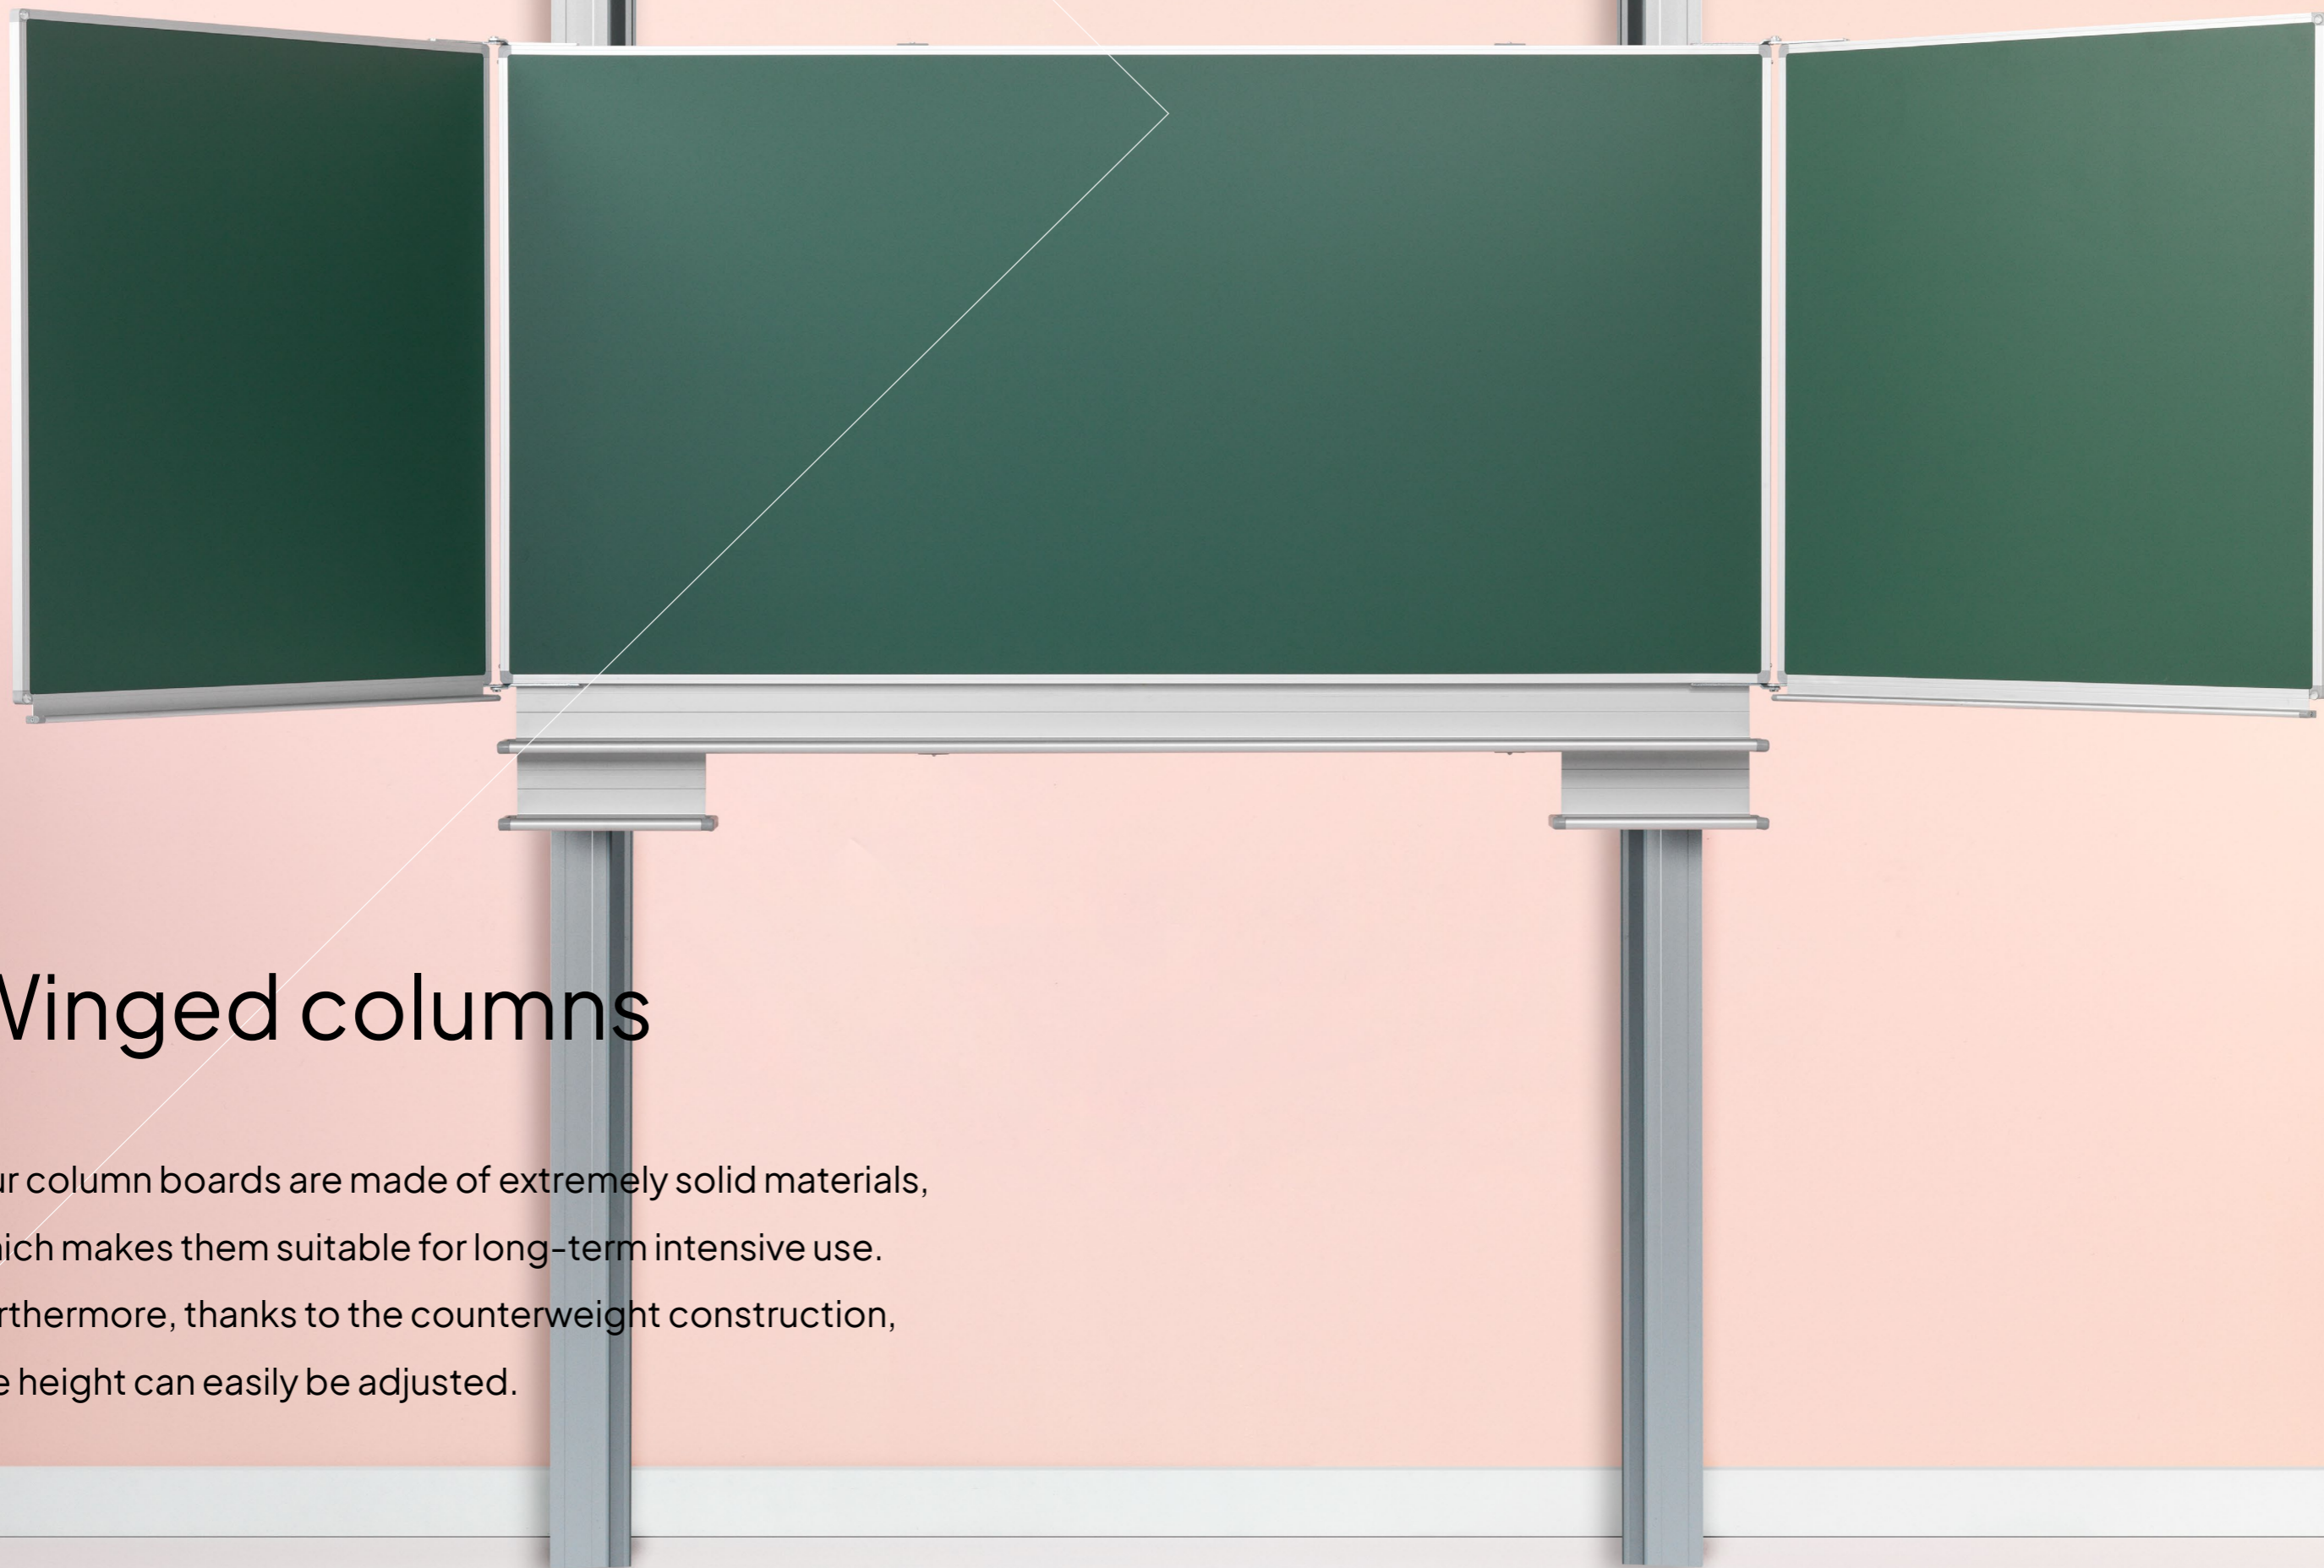 Winged columns
ur column boards are made of extremely solid materials,
ich makes them suitable for long-term intensive use.
rthermore, thanks to the counterweight construction,
e height can easily be adjusted.